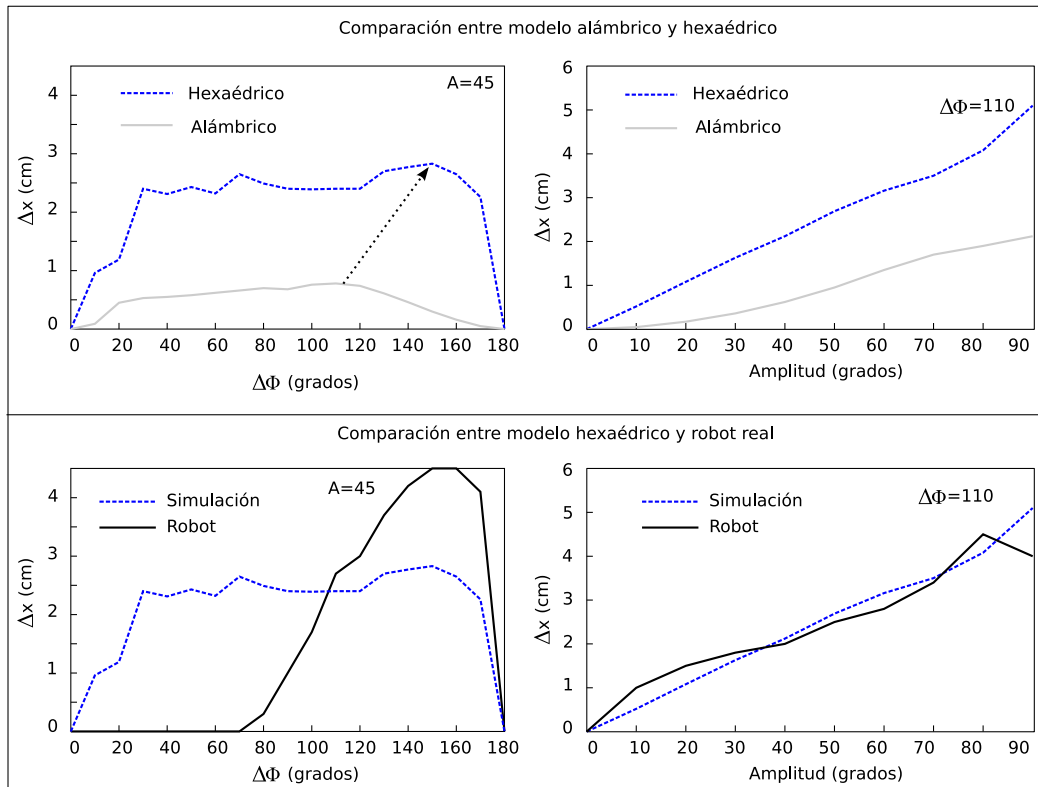 Comparación entre modelo alámbrico y hexaédrico
A=45
Hexaédrico
Alámbrico
Δx (cm)
4
3
2
1
0
0 20 40 60 80 100 120 140 160 180
ΔΦ (grados)
ΔΦ=110
Hexaédrico
Alámbrico
Δx (cm)
6
5
4
3
2
1
0
0 10 20 30 40 50 60 70 80 90
Amplitud (grados)
Comparación entre modelo hexaédrico y robot real
A=45
Simulación
Robot
Δx (cm)
4
3
2
1
0
0 20 40 60 80 100 120 140 160 180
ΔΦ (grados)
ΔΦ=110
Simulación
Robot
Δx (cm)
6
5
4
3
2
1
0
0 10 20 30 40 50 60 70 80 90
Amplitud (grados)